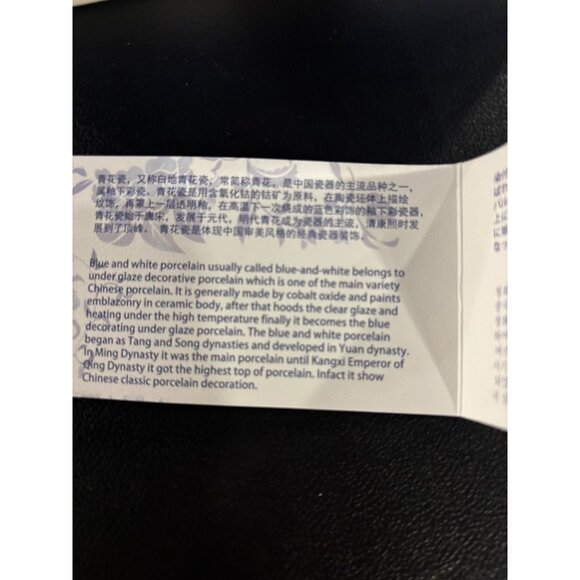 青花瓷，又称白地青花瓷，常简称青花，是中国瓷器的主流品种之一，
属釉下彩瓷。青花瓷是用含氧化钴的钴矿为原料，在陶瓷坯体上描绘
纹饰，再罩上一层透明釉，在高温下一次烧成的蓝色彩饰的釉下彩瓷器，
青花瓷始于唐宋，发展于元代，明代青花成为瓷器的主流，清康熙时发
展到了顶峰。 青花瓷是体现中国审美风格的经典瓷器装饰。
Blue and white porcelain usually called blue-and-white belongs to
under glaze decorative porcelain which is one of the main variety
Chinese porcelain. It is generally made by cobalt oxide and paints
emblazonry in ceramic body, after that hoods the clear glaze and
heating under the high temperature finally it becomes the blue
decorating under glaze porcelain. The blue and white porcelain
began as Tang and Song dynasties and developed in Yuan dynasty.
In Ming Dynasty it was the main porcelain until Kangxi Emperor of
Qing Dynasty it got the highest top of porcelain. Infact it show
Chinese classic porcelain decoration.